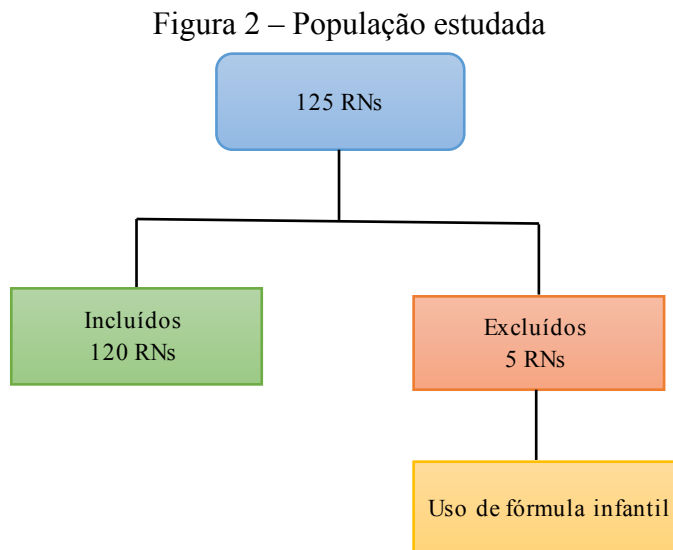 Figura 2 – População estudada
125 RNs
Incluídos
120 RNs
Excluídos
5 RNs
Uso de fórmula infantil